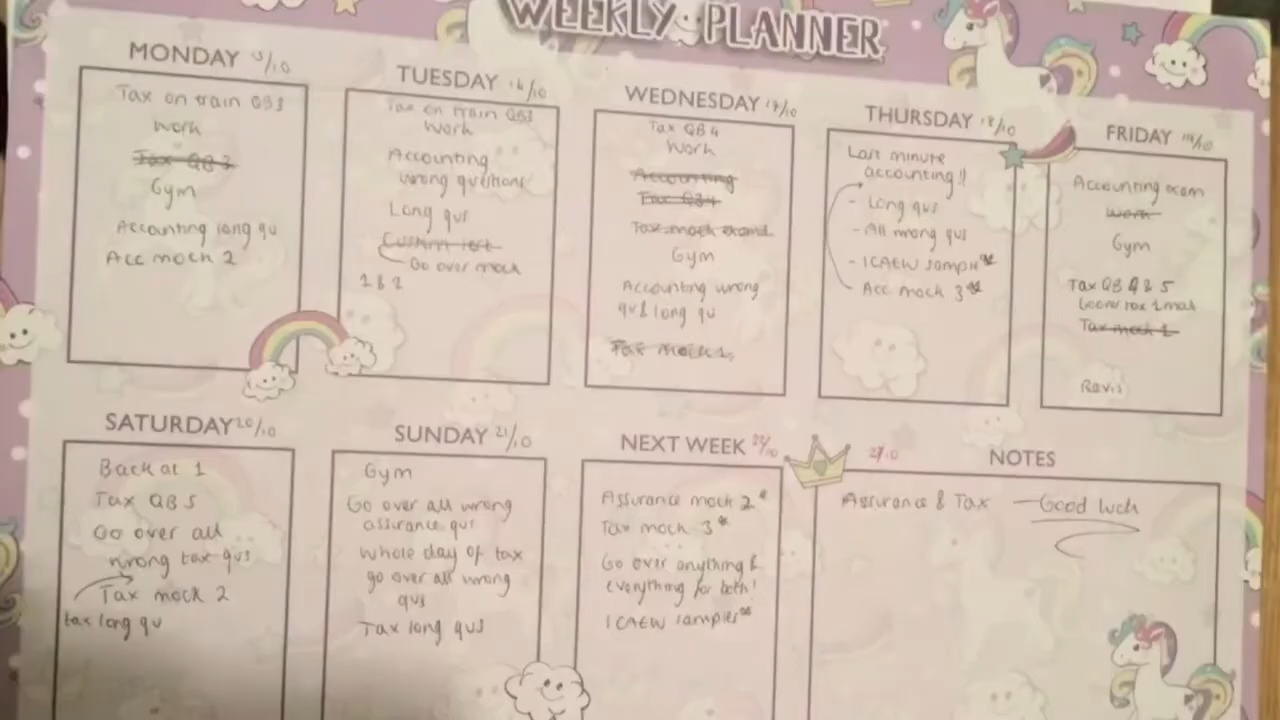 WEEKLY PLANNER
MONDAY 15/10
Tax on train QB3
Work
Tax QB 3
Gym
Accounting long qu
Acc mock 2
TUESDAY 16/10
Tax on train QB3
Work
Accounting
wrong questions
Long qus
Custom test
Go over mock
1 & 2
WEDNESDAY 17/10
Tax QB4
Work
Accounting
Tax QB4
Tax mock exam
Gym
Accounting wrong
qus long qu
Tax mock 1
THURSDAY 18/10
Last minute
accounting!!
- Long qus
- All wrong qus
- ICAEW sample
- Acc mock 3
FRIDAY 19/10
Accounting exam
Work
Gym
Tax QB 4 & 5
tax
Tax mock 1
Revis
SATURDAY 20/10
Back at 1
Tax QB 5
Go over all
wrong tax qus
Tax mock 2
tax long qu
SUNDAY 21/10
Gym
Go over all wrong
assurance qus
Whole day of tax
go over all wrong
qus
Tax long qus
NEXT WEEK 22/10
Assurance mock 2*
Tax mock 3*
Go over anything &
everything for both!
ICAEW samples*
/10 NOTES
Assurance & Tax — Good luck